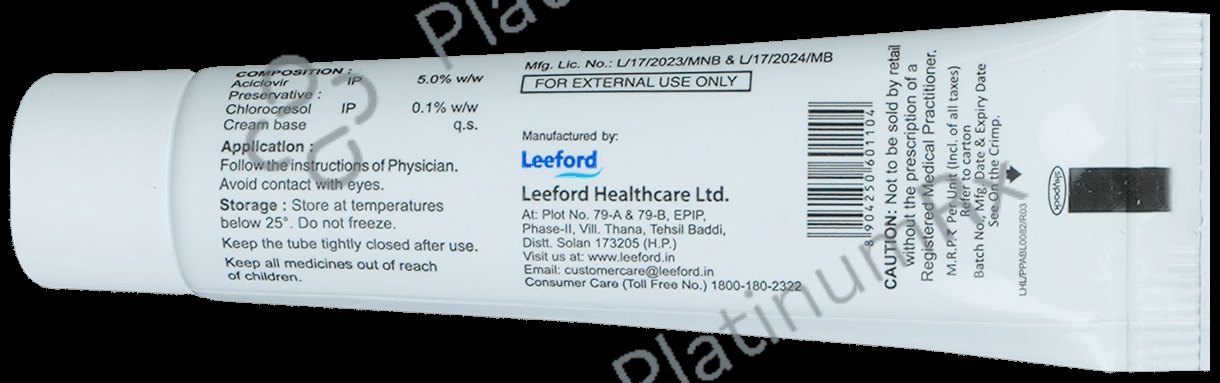 COMPOSITION :
Aciclovir IP 5.0% w/w
Preservative :
Chlorocresol IP 0.1% w/w
Cream base q.s.
Application :
Follow the instructions of Physician.
Avoid contact with eyes.
Storage : Store at temperatures
below 25°. Do not freeze.
Keep the tube tightly closed after use.
Keep all medicines out of reach
of children.
Mfg. Lic. No.: L/17/2023/MNB & L/17/2024/MB
FOR EXTERNAL USE ONLY
Manufactured by:
Leeford
Leeford Healthcare Ltd.
At: Plot No. 79-A & 79-B, EPIP,
Phase-II, Vill. Thana, Tehsil Baddi,
Distt. Solan 173205 (H.P.)
Visit us at: www.leeford.in
Email: customercare@leeford.in
Consumer Care (Toll Free No.) 1800-180-2322
8 904250 601104
CAUTION: Not to be sold by retail
without the prescription of a
Registered Medical Practitioner.
M.R.P.₹ Per Unit (Incl. of all taxes)
Refer to carton
Batch No., Mfg. Date & Expiry Date
See On the Crimp.
LHL/PPABL0082/R03
skypack
Platinum
PlatinumRx